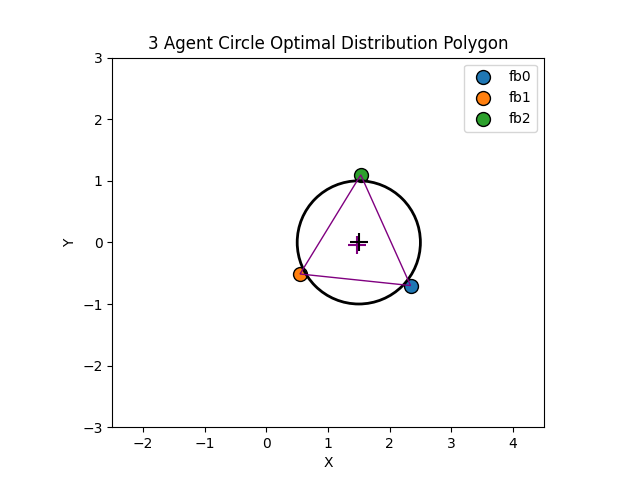 3 Agent Circle Optimal Distribution Polygon
fb0
fb1
fb2
3
2
1
0
−1
−2
−3
Y
−2 −1 0 1 2 3 4
X